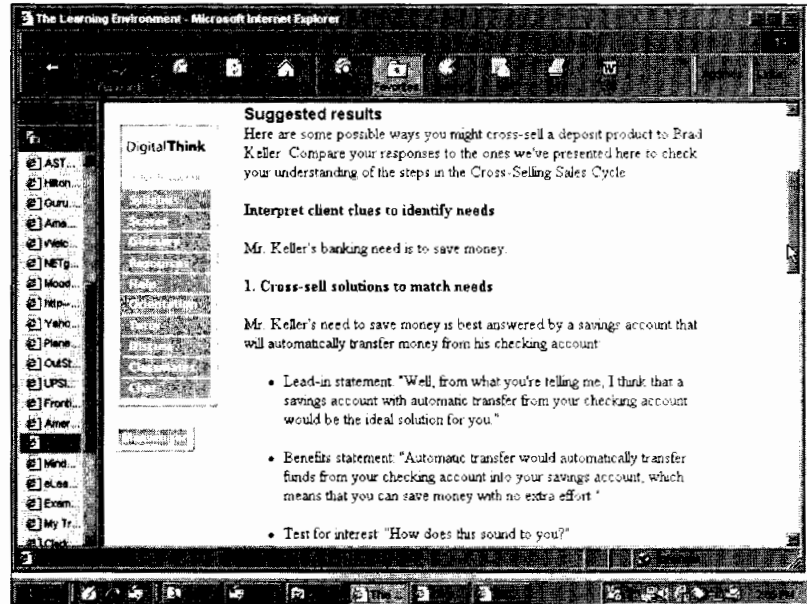 The Learning Environment - Microsoft Internet Explorer
Favorites
DigitalThink
Syllabus
Help
Orientation
AST...
Hilton...
Guru...
Ama...
Welc...
NETg...
Mood...
http-...
Yaho...
Plane...
OutSt...
UPSI...
Fronti...
Amer...
Mind...
eLea...
Exam...
My Tr...
Clark...
Suggested results
Here are some possible ways you might cross-sell a deposit product to Brad
Keller. Compare your responses to the ones we've presented here to check
your understanding of the steps in the Cross-Selling Sales Cycle
Interpret client clues to identify needs
Mr. Keller's banking need is to save money.
1. Cross-sell solutions to match needs
Mr. Keller's need to save money is best answered by a savings account that
will automatically transfer money from his checking account
• Lead-in statement: "Well, from what you're telling me, I think that a
savings account with automatic transfer from your checking account
would be the ideal solution for you."
• Benefits statement: "Automatic transfer would automatically transfer
funds from your checking account into your savings account, which
means that you can save money with no extra effort."
• Test for interest: "How does this sound to you?"
The ...